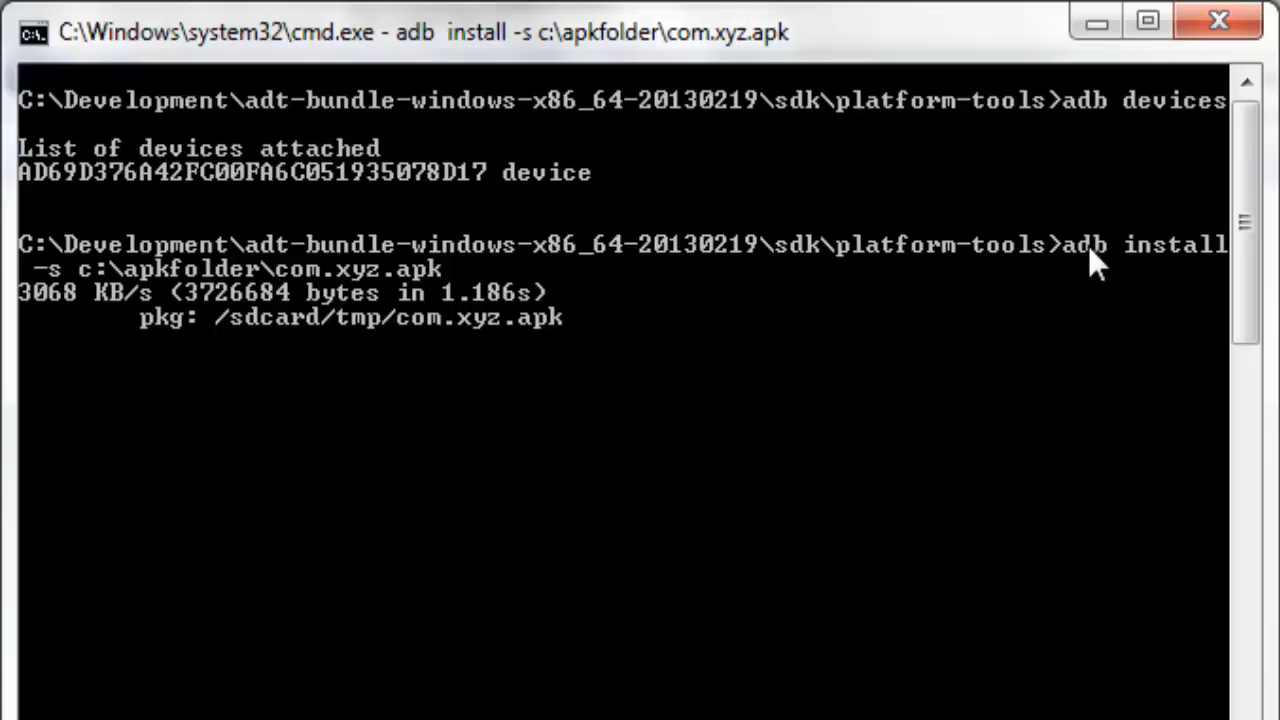 C:\Windows\system32\cmd.exe - adb  install -s c:\apkfolder\com.xyz.apk
C:\Development\adt-bundle-windows-x86_64-20130219\sdk\platform-tools>adb devices
List of devices attached
AD69D376A42FC00FA6C051935078D17 device
C:\Development\adt-bundle-windows-x86_64-20130219\sdk\platform-tools>adb install
 -s c:\apkfolder\com.xyz.apk
3068 KB/s (3726684 bytes in 1.186s)
        pkg: /sdcard/tmp/com.xyz.apk